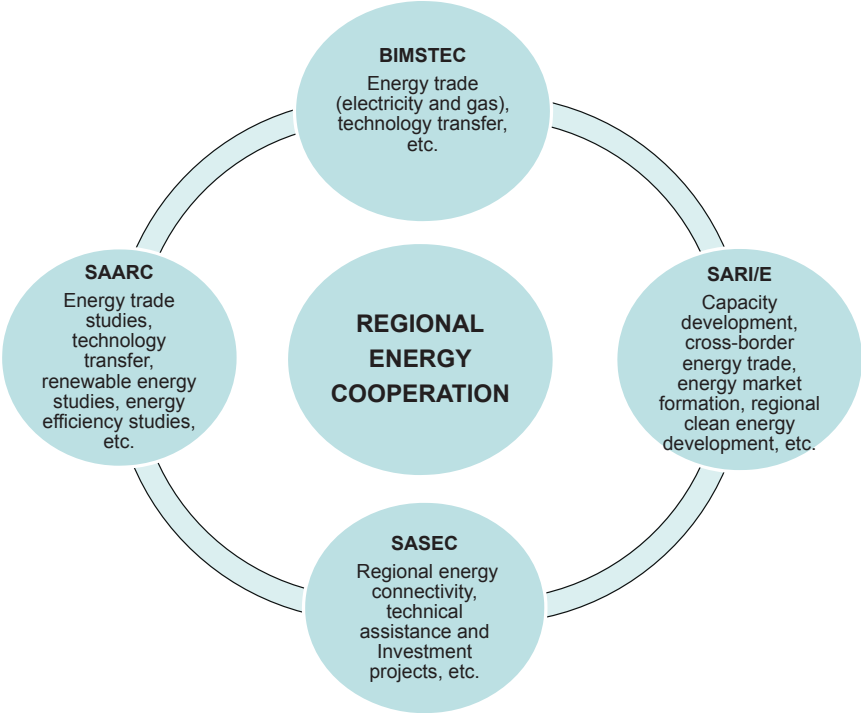 BIMSTEC
Energy trade
(electricity and gas),
technology transfer,
etc.
SAARC
Energy trade
studies,
technology
transfer,
renewable energy
studies, energy
efficiency studies,
etc.
REGIONAL
ENERGY
COOPERATION
SARI/E
Capacity
development,
cross-border
energy trade,
energy market
formation, regional
clean energy
development, etc.
SASEC
Regional energy
connectivity,
technical
assistance and
Investment
projects, etc.